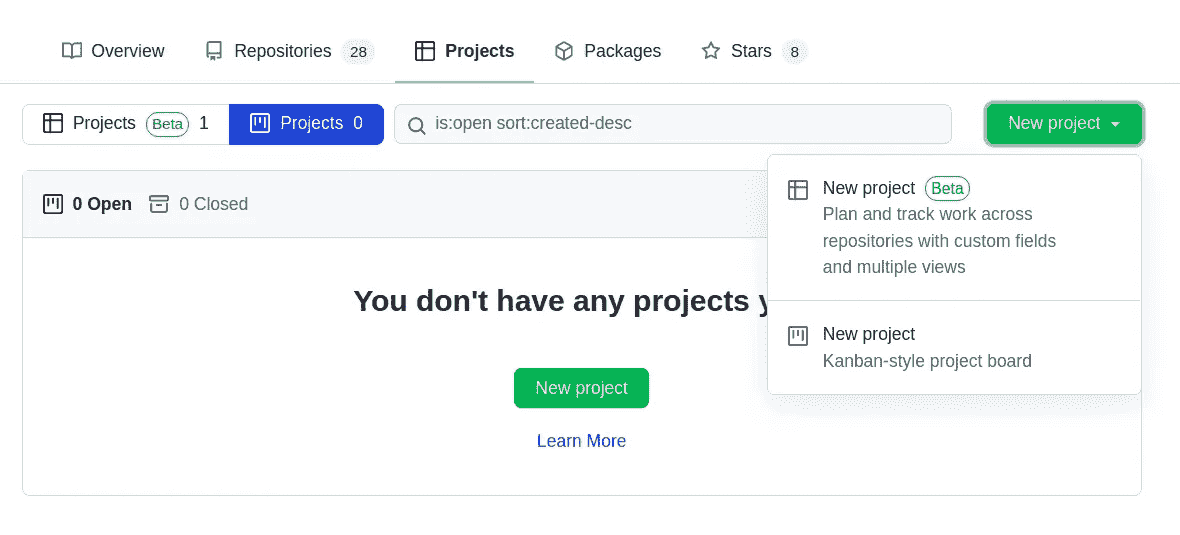 Overview Repositories 28 Projects Packages Stars 8
Projects Beta 1 Projects 0 is:open sort:created-desc New project
0 Open 0 Closed
You don't have any projects
New project
Learn More
New project Beta
Plan and track work across
repositories with custom fields
and multiple views
New project
Kanban-style project board